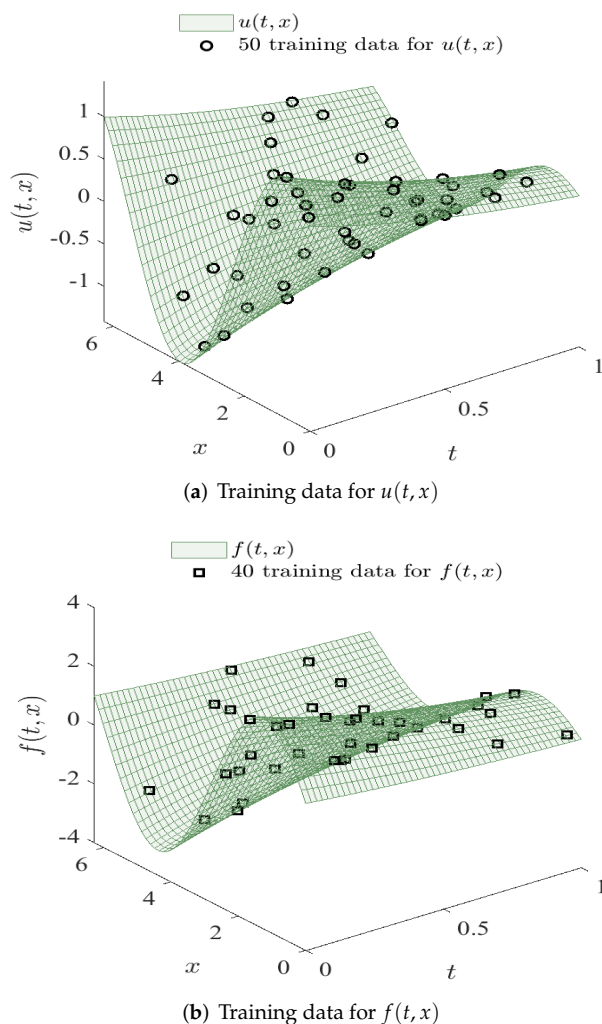 u(t, x)
50 training data for u(t, x)
1
0.5
0
-0.5
-1
u(t, x)
6
4
2
0
x
0
0.5
1
t
(a) Training data for u(t, x)
f(t, x)
40 training data for f(t, x)
4
2
0
-2
-4
f(t, x)
6
4
2
0
x
0
0.5
1
t
(b) Training data for f(t, x)